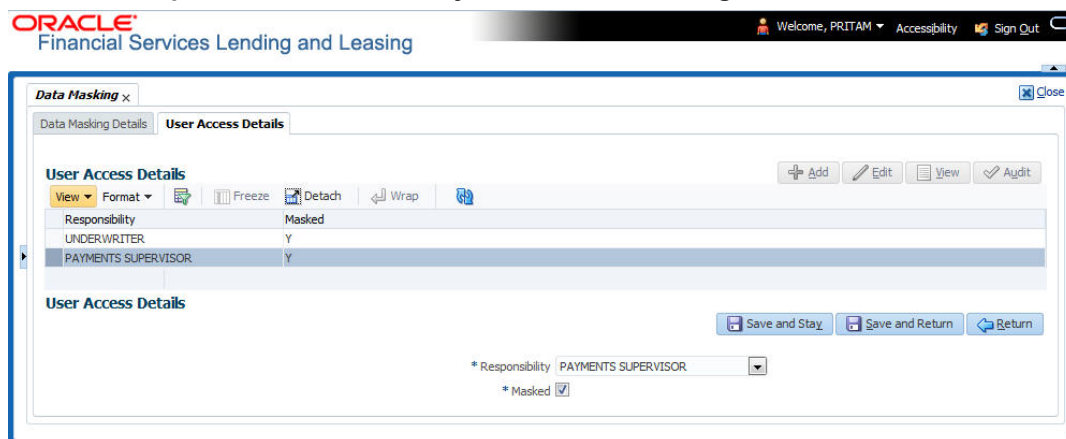 ORACLE
Financial Services Lending and Leasing
Welcome, PRITAM Accessibility Sign Out
Data Masking x Close
Data Masking Details User Access Details
User Access Details Add Edit View Audit
View Format Freeze Detach Wrap
Responsibility Masked
UNDERWRITER Y
PAYMENTS SUPERVISOR Y
User Access Details
Save and Stay Save and Return Return
* Responsibility PAYMENTS SUPERVISOR
* Masked